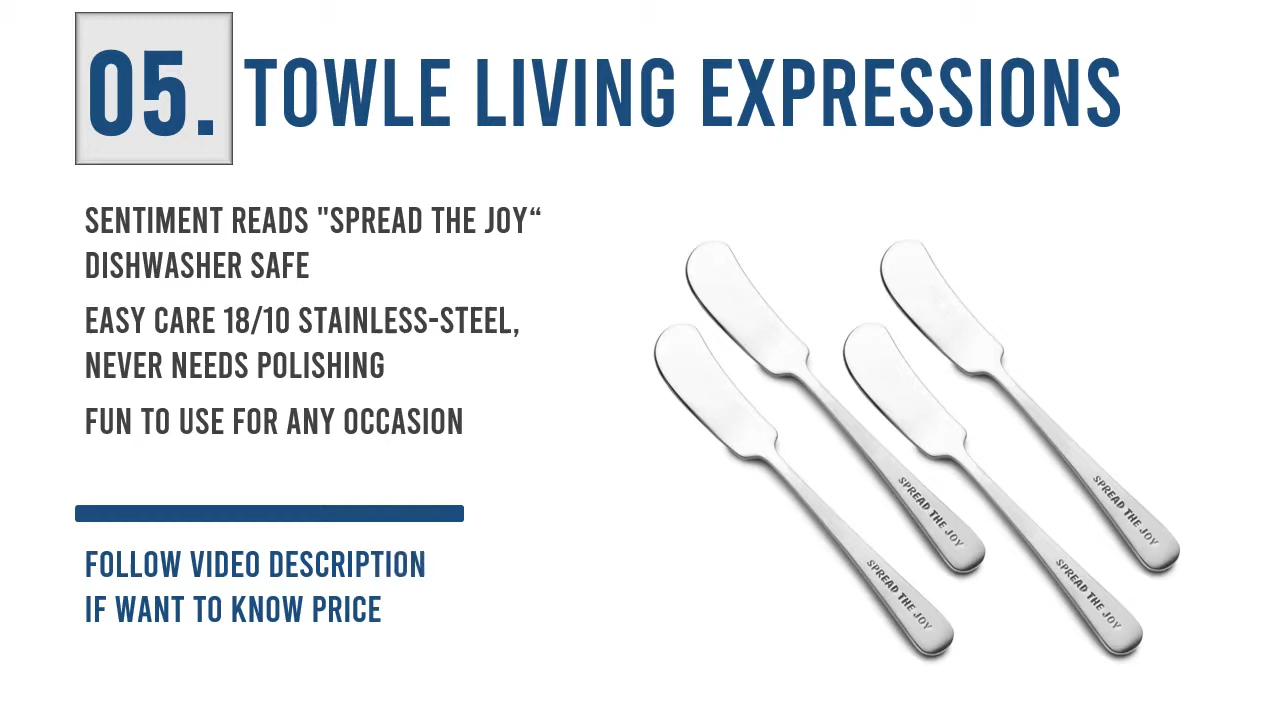 05. TOWLE LIVING EXPRESSIONS
SENTIMENT READS "SPREAD THE JOY“
DISHWASHER SAFE
EASY CARE 18/10 STAINLESS-STEEL,
NEVER NEEDS POLISHING
FUN TO USE FOR ANY OCCASION
FOLLOW VIDEO DESCRIPTION
IF WANT TO KNOW PRICE
SPREAD THE JOY
SPREAD THE JOY
SPREAD THE JOY
SPREAD THE JOY